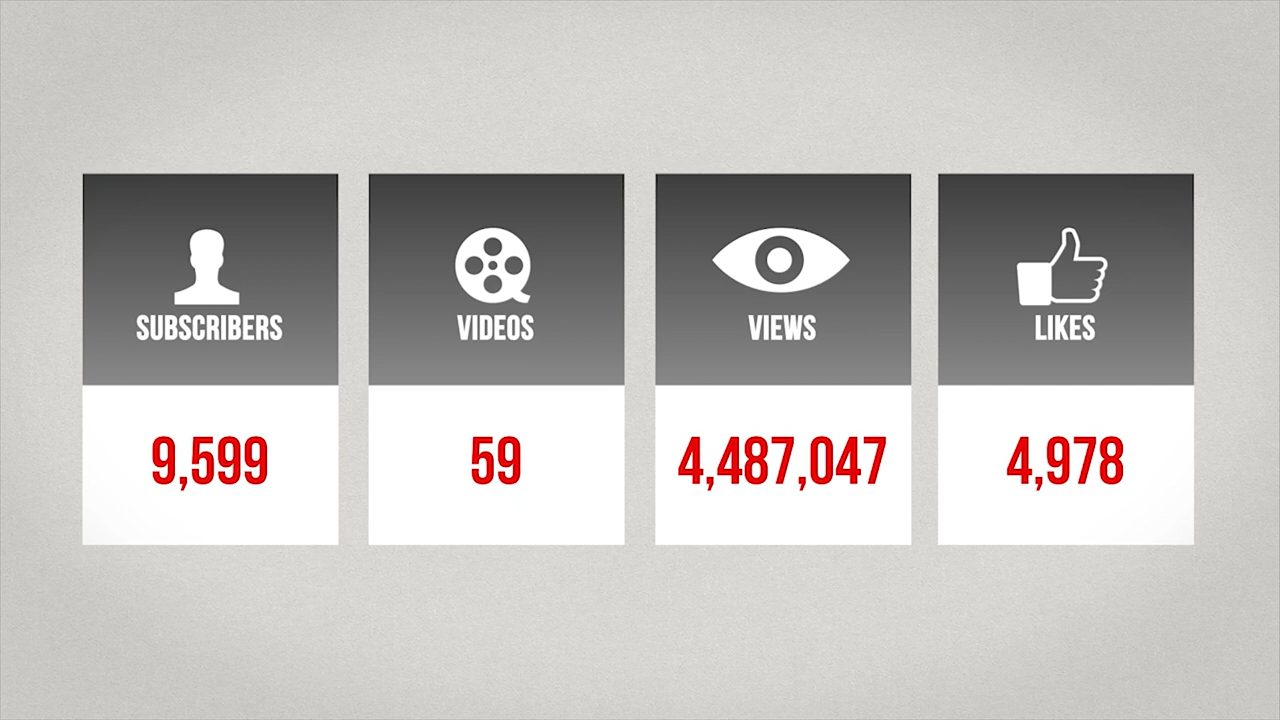 SUBSCRIBERS
9,599
VIDEOS
59
VIEWS
4,487,047
LIKES
4,978